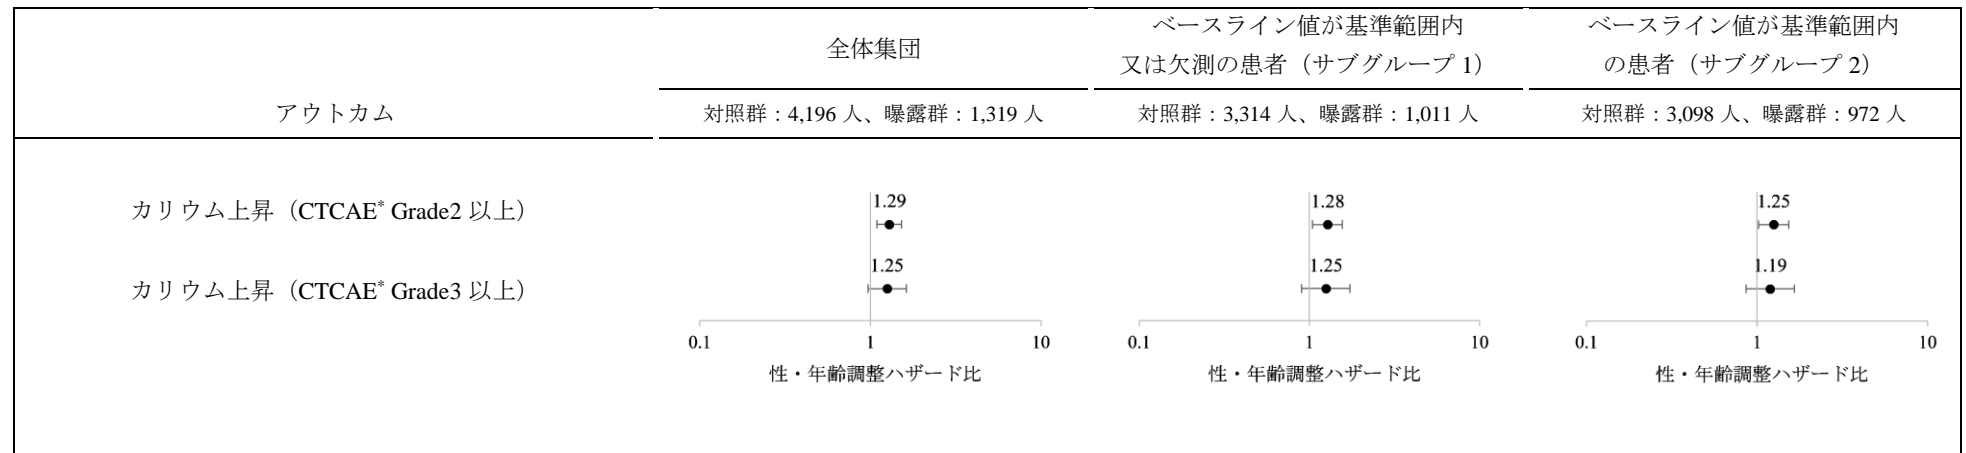 全体集団
ベースライン値が基準範囲内
又は欠測の患者（サブグループ 1）
ベースライン値が基準範囲内
の患者（サブグループ 2）
アウトカム
対照群：4,196 人、曝露群：1,319 人
対照群：3,314 人、曝露群：1,011 人
対照群：3,098 人、曝露群：972 人
カリウム上昇（CTCAE* Grade2 以上）
1.29
1.28
1.25
カリウム上昇（CTCAE* Grade3 以上）
1.25
1.25
1.19
0.1 1 10
0.1 1 10
0.1 1 10
性・年齢調整ハザード比
性・年齢調整ハザード比
性・年齢調整ハザード比